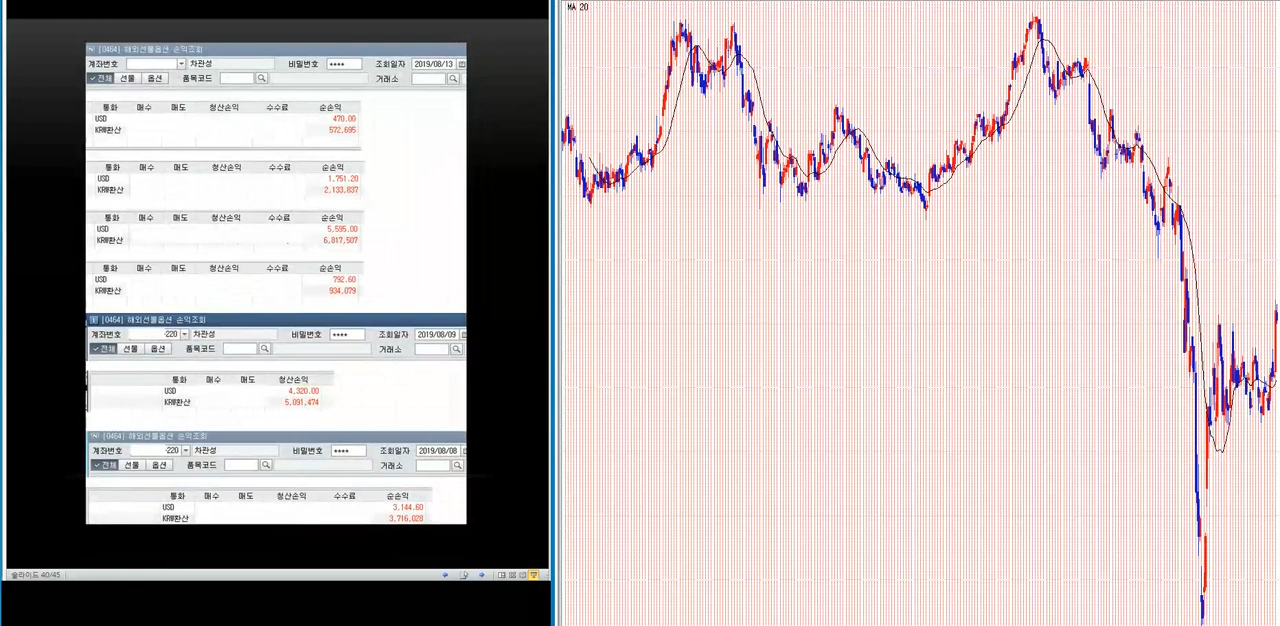 [0464] 해외선물옵션 손익조회
계좌번호 차관성 비밀번호 **** 조회일자 2019/08/13
전체 선물 옵션 품목코드 거래소
통화 매수 매도 청산손익 수수료 순손익
USD 470.00
KRW환산 572,695
통화 매수 매도 청산손익 수수료 순손익
USD 1,751.20
KRW환산 2,133,837
통화 매수 매도 청산손익 수수료 순손익
USD 5,595.00
KRW환산 6,817,507
통화 매수 매도 청산손익 수수료 순손익
USD 792.60
KRW환산 934,079
[0464] 해외선물옵션 손익조회
계좌번호 -220 차관성 비밀번호 **** 조회일자 2019/08/09
전체 선물 옵션 품목코드 거래소
통화 매수 매도 청산손익
USD 4,320.00
KRW환산 5,091,474
[0464] 해외선물옵션 손익조회
계좌번호 -220 차관성 비밀번호 **** 조회일자 2019/08/08
전체 선물 옵션 품목코드 거래소
통화 매수 매도 청산손익 수수료 순손익
USD 3,144.60
KRW환산 3,716,028
슬라이드 40/45
MA 20